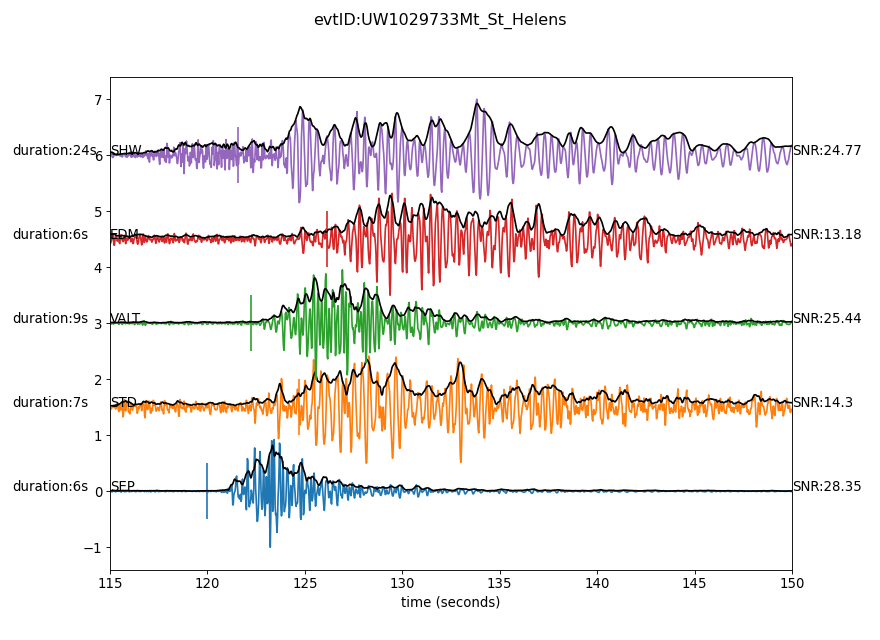 evtID:UW1029733Mt_St_Helens
7
duration:24s
6
SHW
SNR:24.77
5
duration:6s
EDM
SNR:13.18
4
duration:9s
3
VALT
SNR:25.44
2
duration:7s
STD
SNR:14.3
1
duration:6s
0
SEP
SNR:28.35
−1
115 120 125 130 135 140 145 150
time (seconds)